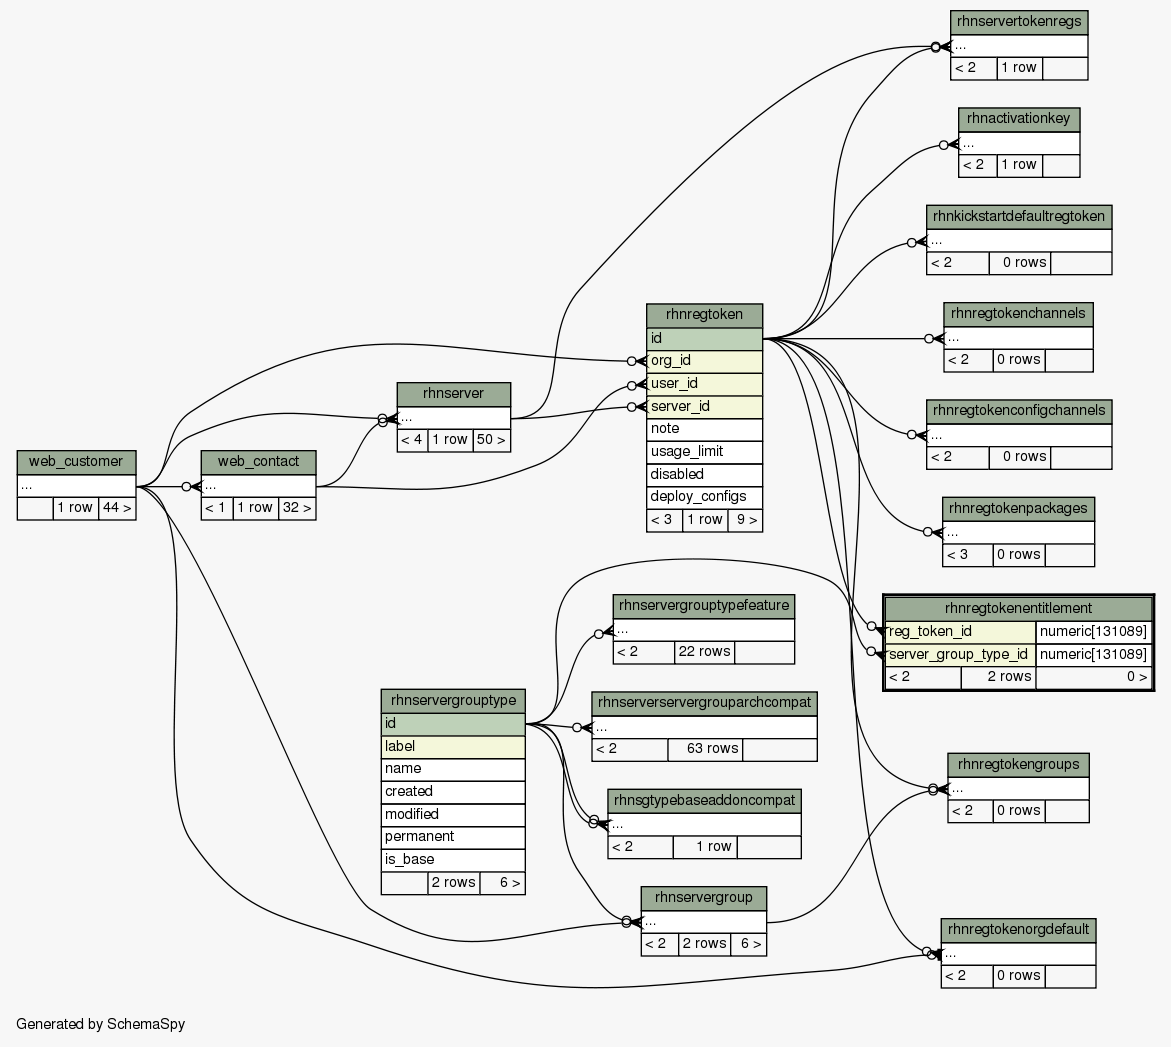 rhnservertokenregs
...
< 2 1 row
rhnactivationkey
...
< 2 1 row
rhnkickstartdefaultregtoken
...
< 2 0 rows
rhnregtoken
id
org_id
user_id
server_id
note
usage_limit
disabled
deploy_configs
< 3 1 row 9 >
rhnregtokenchannels
...
< 2 0 rows
rhnserver
...
< 4 1 row 50 >
rhnregtokenconfigchannels
...
< 2 0 rows
web_customer
...
1 row 44 >
web_contact
...
< 1 1 row 32 >
rhnregtokenpackages
...
< 3 0 rows
rhnservergrouptypefeature
...
< 2 22 rows
rhnregtokenentitlement
reg_token_id numeric[131089]
server_group_type_id numeric[131089]
< 2 2 rows 0 >
rhnservergrouptype
id
label
name
created
modified
permanent
is_base
2 rows 6 >
rhnserverservergrouparchcompat
...
< 2 63 rows
rhnregtokengroups
...
< 2 0 rows
rhnsgtypebaseaddoncompat
...
< 2 1 row
rhnservergroup
...
< 2 2 rows 6 >
rhnregtokenorgdefault
...
< 2 0 rows
Generated by SchemaSpy